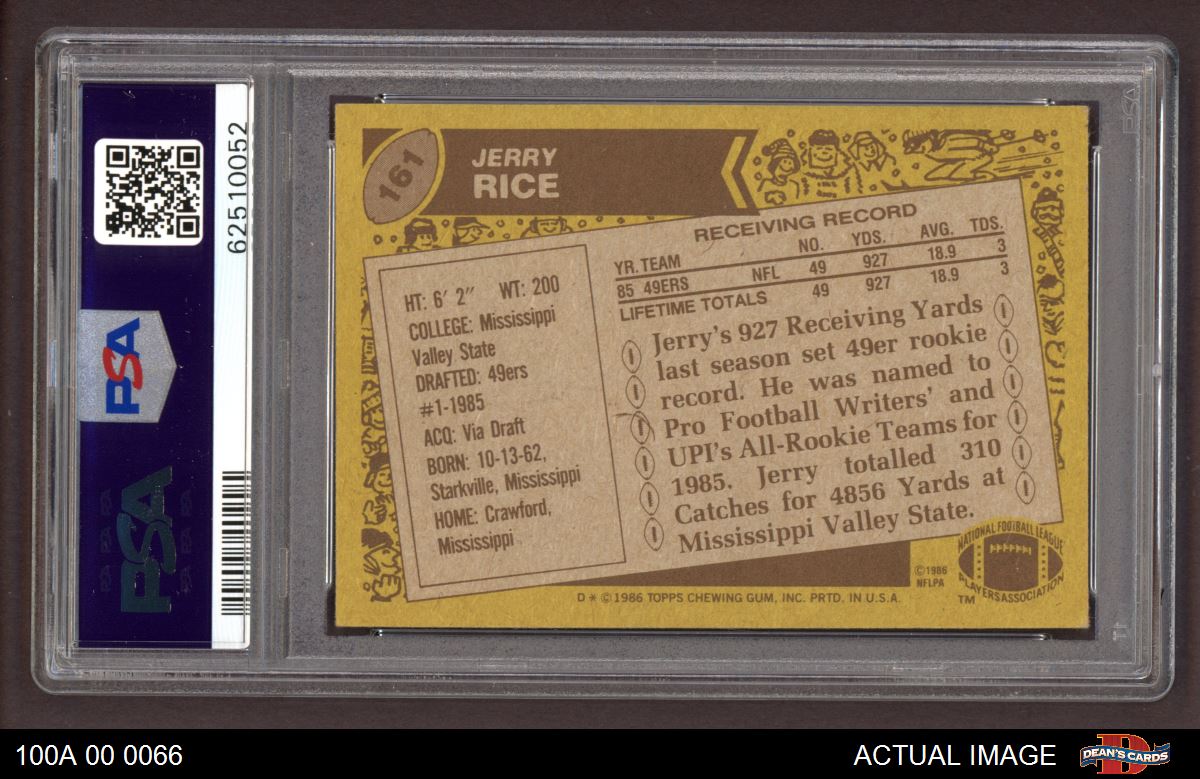 62510052
PSA
PSA
161
JERRY
RICE
HT: 6′ 2″ WT: 200
COLLEGE: Mississippi
Valley State
DRAFTED: 49ers
#1-1985
ACQ: Via Draft
BORN: 10-13-62,
Starkville, Mississippi
HOME: Crawford,
Mississippi
RECEIVING RECORD
YR. TEAM NO. YDS. AVG. TDS.
85 49ERS NFL 49 927 18.9 3
LIFETIME TOTALS 49 927 18.9 3
Jerry's 927 Receiving Yards
last season set 49er rookie
record. He was named to
Pro Football Writers' and
UPI's All-Rookie Teams for
1985. Jerry totalled 310
Catches for 4856 Yards at
Mississippi Valley State.
©1986
NFLPA
NATIONAL FOOTBALL LEAGUE
PLAYERS ASSOCIATION
TM
D * © 1986 TOPPS CHEWING GUM, INC. PRTD. IN U.S.A.
100A 00 0066
ACTUAL IMAGE
DEAN'S CARDS